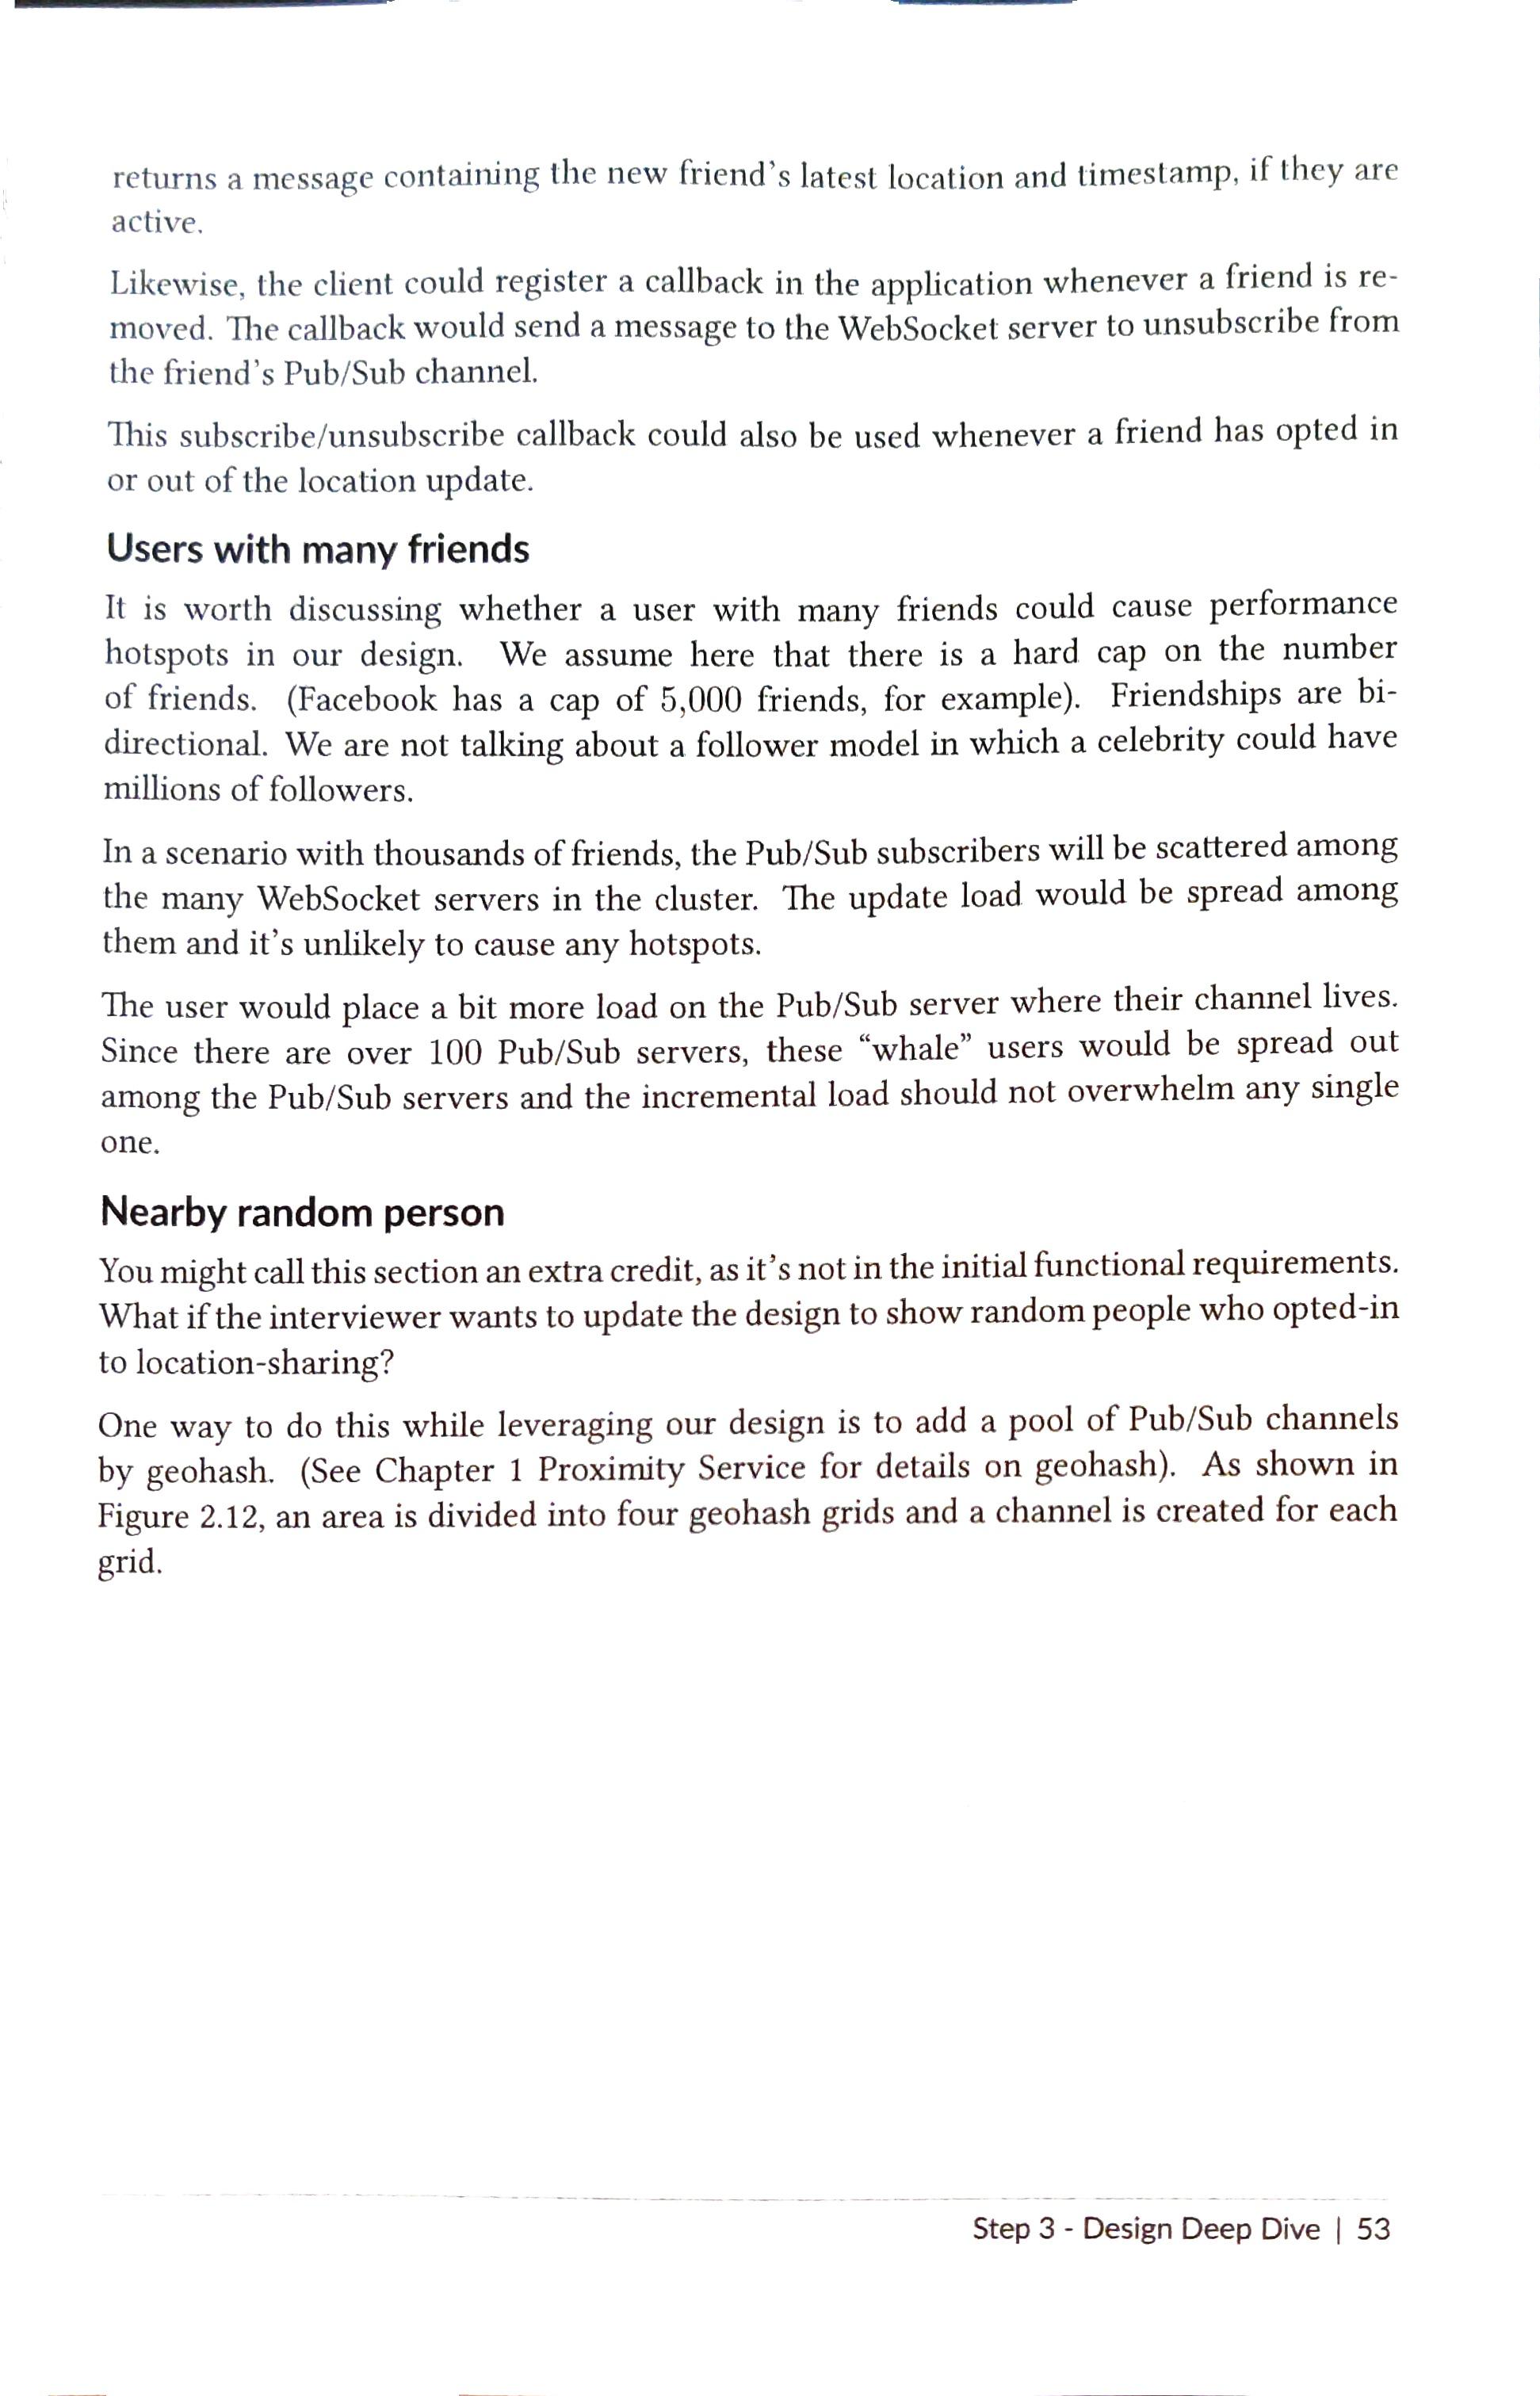 returns a message containing the new friend's latest location and timestamp, if they are
active.
Likewise, the client could register a callback in the application whenever a friend is re-
moved. The callback would send a message to the WebSocket server to unsubscribe from
the friend's Pub/Sub channel.
This subscribe/unsubscribe callback could also be used whenever a friend has opted in
or out of the location update.
Users with many friends
It is worth discussing whether a user with many friends could cause performance
hotspots in our design. We assume here that there is a hard cap on the number
of friends. (Facebook has a cap of 5,000 friends, for example). Friendships are bi-
directional. We are not talking about a follower model in which a celebrity could have
millions of followers.
In a scenario with thousands of friends, the Pub/Sub subscribers will be scattered among
the many WebSocket servers in the cluster. The update load would be spread among
them and it's unlikely to cause any hotspots.
The user would place a bit more load on the Pub/Sub server where their channel lives.
Since there are over 100 Pub/Sub servers, these “whale” users would be spread out
among the Pub/Sub servers and the incremental load should not overwhelm any single
one.
Nearby random person
You might call this section an extra credit, as it's not in the initial functional requirements.
What if the interviewer wants to update the design to show random people who opted-in
to location-sharing?
One way to do this while leveraging our design is to add a pool of Pub/Sub channels
by geohash. (See Chapter 1 Proximity Service for details on geohash). As shown in
Figure 2.12, an area is divided into four geohash grids and a channel is created for each
grid.
Step 3 - Design Deep Dive | 53